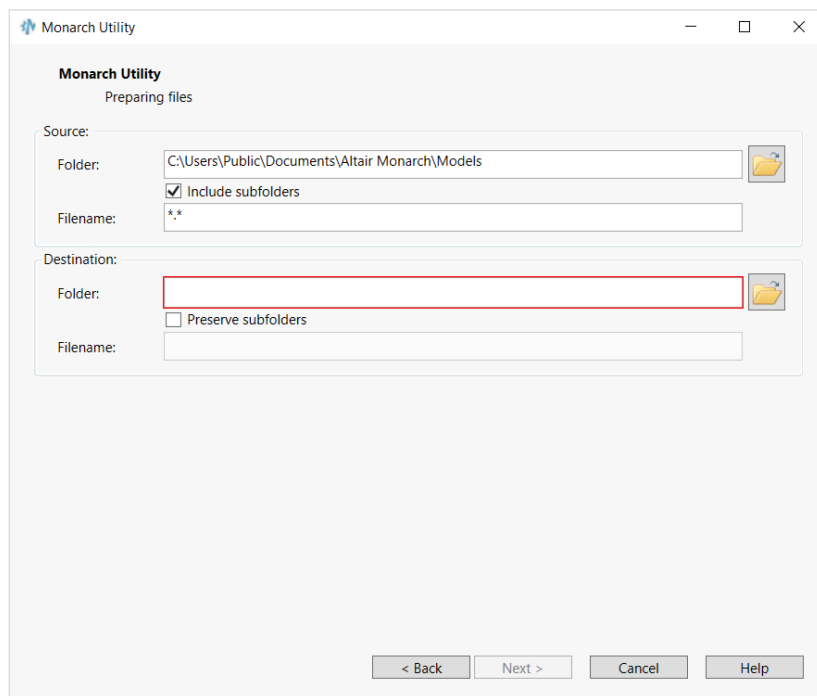 Monarch Utility
Monarch Utility
Preparing files
Source:
Folder: C:\Users\Public\Documents\Altair Monarch\Models
Include subfolders
Filename: *.*
Destination:
Folder:
Preserve subfolders
Filename:
< Back Next > Cancel Help